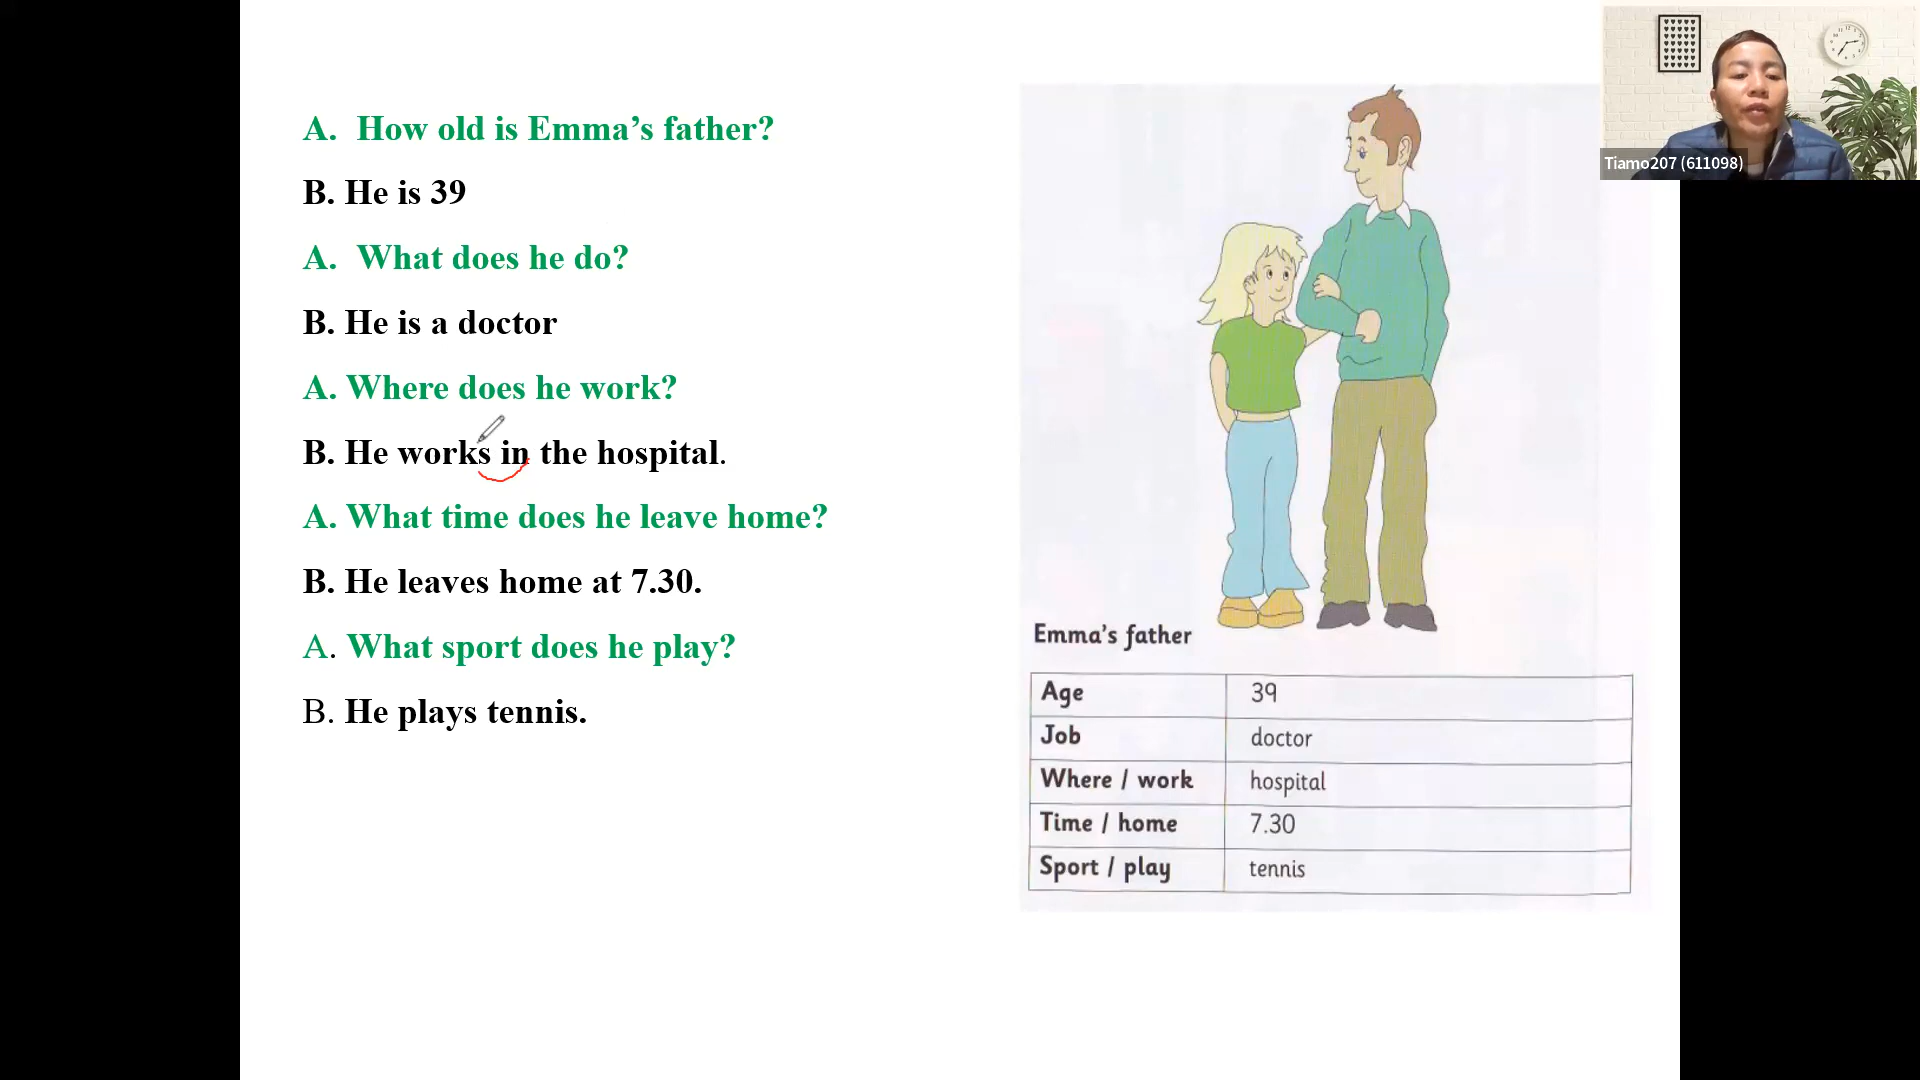 A. How old is Emma’s father?
B. He is 39
A. What does he do?
B. He is a doctor
A. Where does he work?
B. He works in the hospital.
A. What time does he leave home?
B. He leaves home at 7.30.
A. What sport does he play?
B. He plays tennis.
Emma’s father
Age 39
Job doctor
Where / work hospital
Time / home 7.30
Sport / play tennis
Tiamo207 (611098)